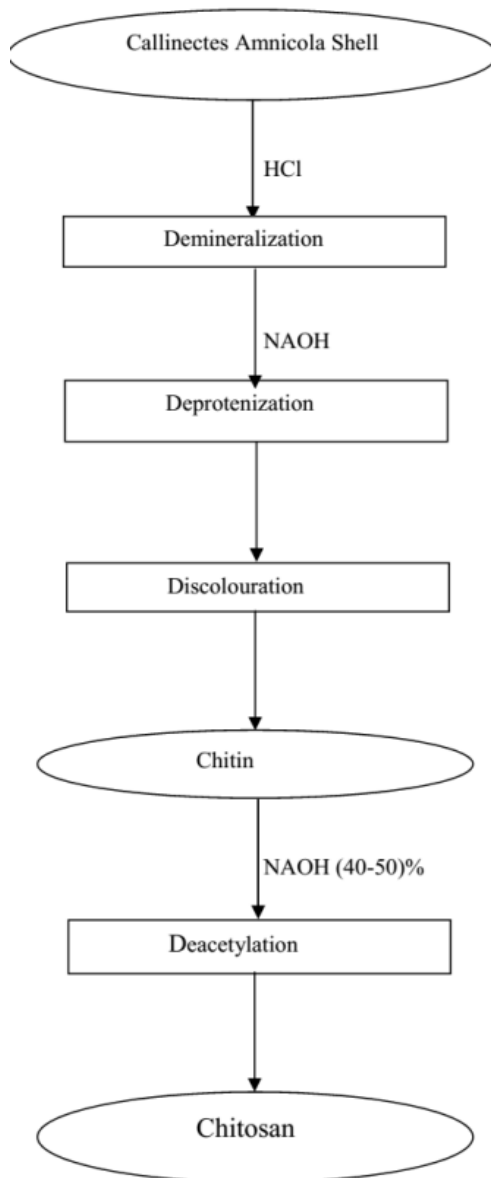 Callinectes Amnicola Shell
HCl
Demineralization
NAOH
Deprotenization
Discolouration
Chitin
NAOH (40-50)%
Deacetylation
Chitosan